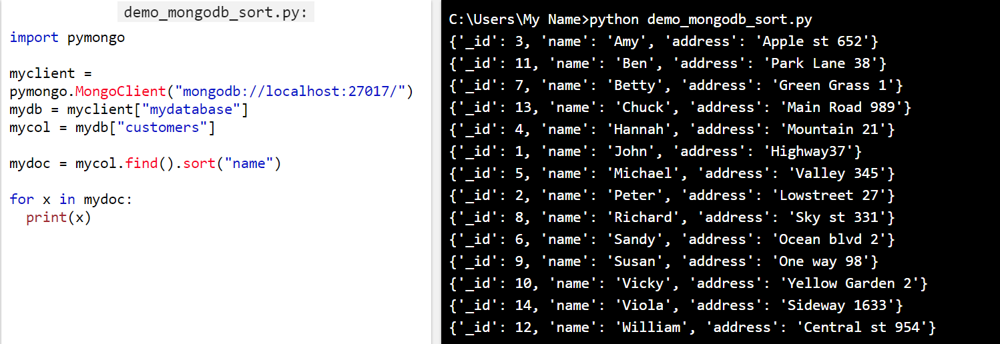 demo_mongodb_sort.py:
import pymongo
myclient =
pymongo.MongoClient("mongodb://localhost:27017/")
mydb = myclient["mydatabase"]
mycol = mydb["customers"]
mydoc = mycol.find().sort("name")
for x in mydoc:
  print(x)
C:\Users\My Name>python demo_mongodb_sort.py
{'_id': 3, 'name': 'Amy', 'address': 'Apple st 652'}
{'_id': 11, 'name': 'Ben', 'address': 'Park Lane 38'}
{'_id': 7, 'name': 'Betty', 'address': 'Green Grass 1'}
{'_id': 13, 'name': 'Chuck', 'address': 'Main Road 989'}
{'_id': 4, 'name': 'Hannah', 'address': 'Mountain 21'}
{'_id': 1, 'name': 'John', 'address': 'Highway37'}
{'_id': 5, 'name': 'Michael', 'address': 'Valley 345'}
{'_id': 2, 'name': 'Peter', 'address': 'Lowstreet 27'}
{'_id': 8, 'name': 'Richard', 'address': 'Sky st 331'}
{'_id': 6, 'name': 'Sandy', 'address': 'Ocean blvd 2'}
{'_id': 9, 'name': 'Susan', 'address': 'One way 98'}
{'_id': 10, 'name': 'Vicky', 'address': 'Yellow Garden 2'}
{'_id': 14, 'name': 'Viola', 'address': 'Sideway 1633'}
{'_id': 12, 'name': 'William', 'address': 'Central st 954'}